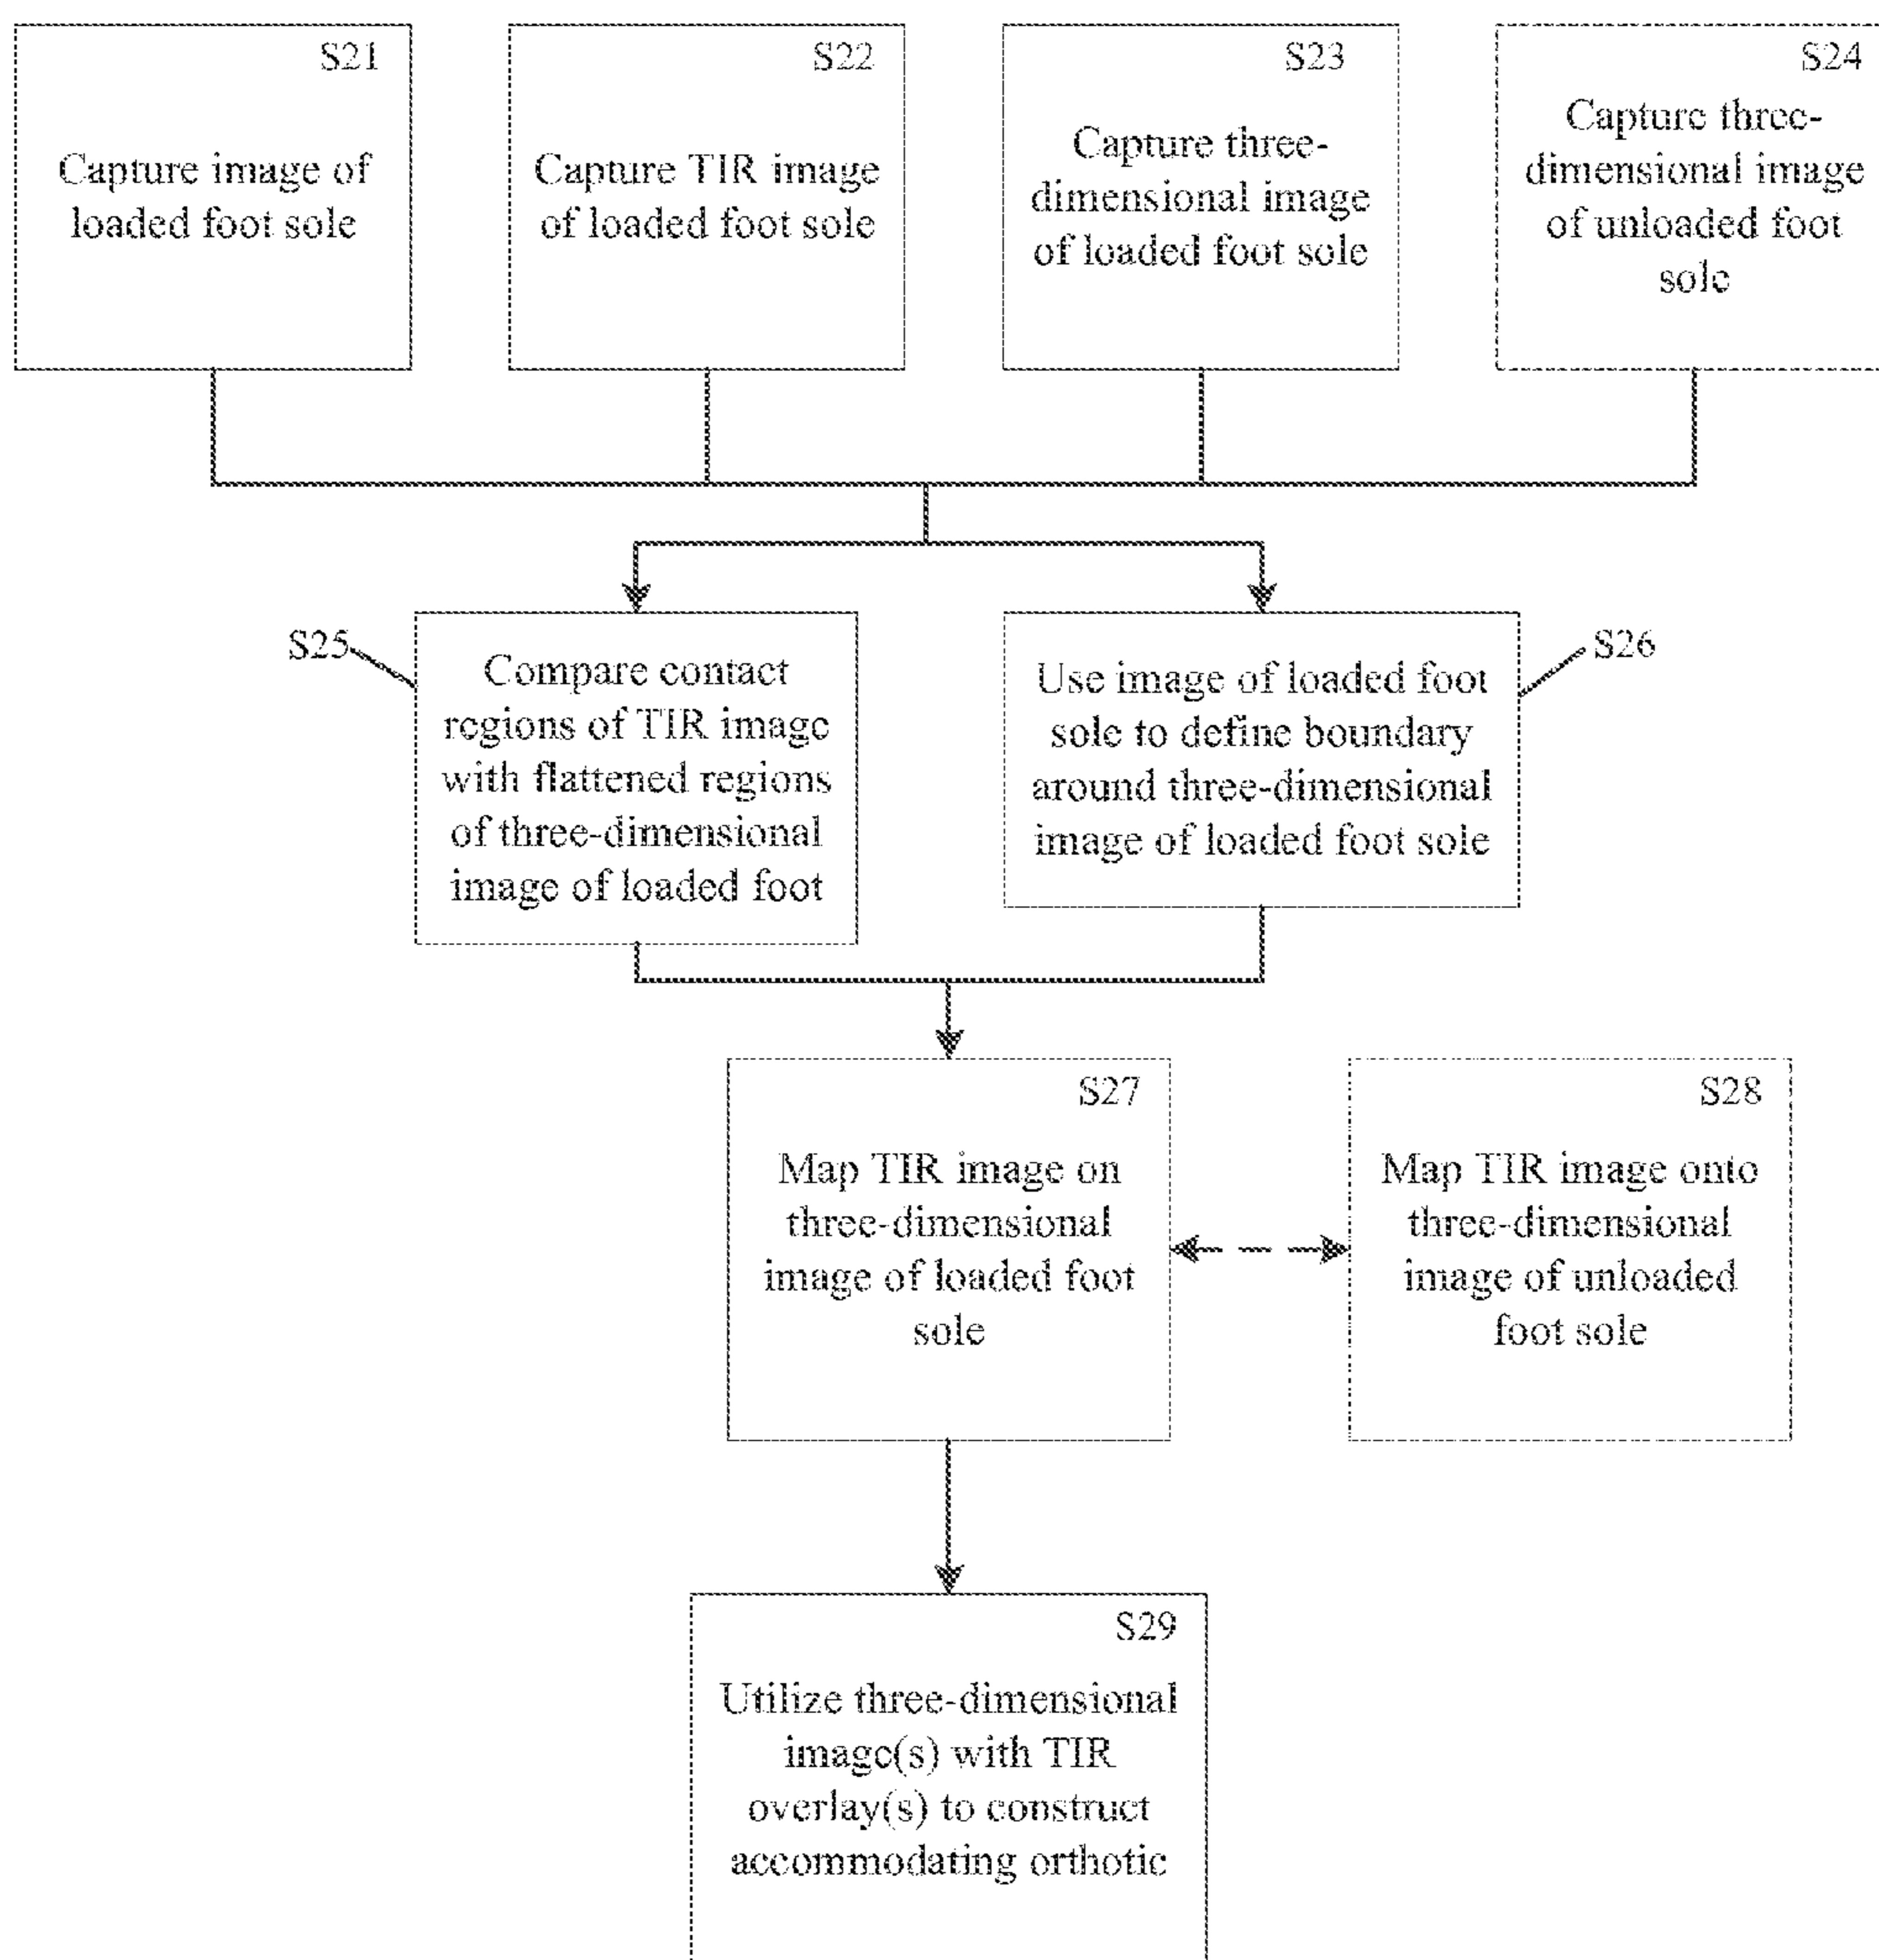 S21
Capture image of
loaded foot sole
S22
Capture TIR image
of loaded foot sole
S23
Capture three-
dimensional image
of loaded foot sole
S24
Capture three-
dimensional image
of unloaded foot
sole
S25
Compare contact
regions of TIR image
with flattened regions
of three-dimensional
image of loaded foot
S26
Use image of loaded foot
sole to define boundary
around three-dimensional
image of loaded foot sole
S27
Map TIR image on
three-dimensional
image of loaded foot
sole
S28
Map TIR image onto
three-dimensional
image of unloaded
foot sole
S29
Utilize three-dimensional
image(s) with TIR
overlay(s) to construct
accommodating orthotic